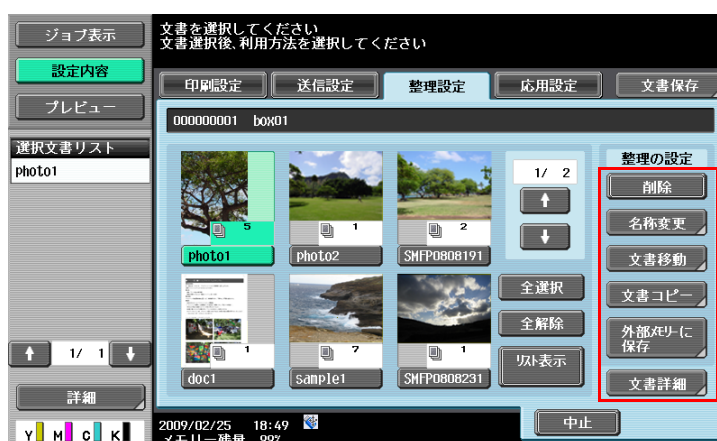 ジョブ表示
設定内容
プレビュー
選択文書リスト
photo1
1/ 1
詳細
Y M C K
文書を選択してください
文書選択後、利用方法を選択してください
印刷設定 送信設定 整理設定 応用設定 文書保存
000000001 box01
5 1 2
photo1 photo2 SMFP0808191
1 7 1
doc1 sample1 SMFP0808231
1/ 2
全選択
全解除
リスト表示
整理の設定
削除
名称変更
文書移動
文書コピー
外部メモリーに
保存
文書詳細
2009/02/25 18:49
メモリー残量 99%
中止